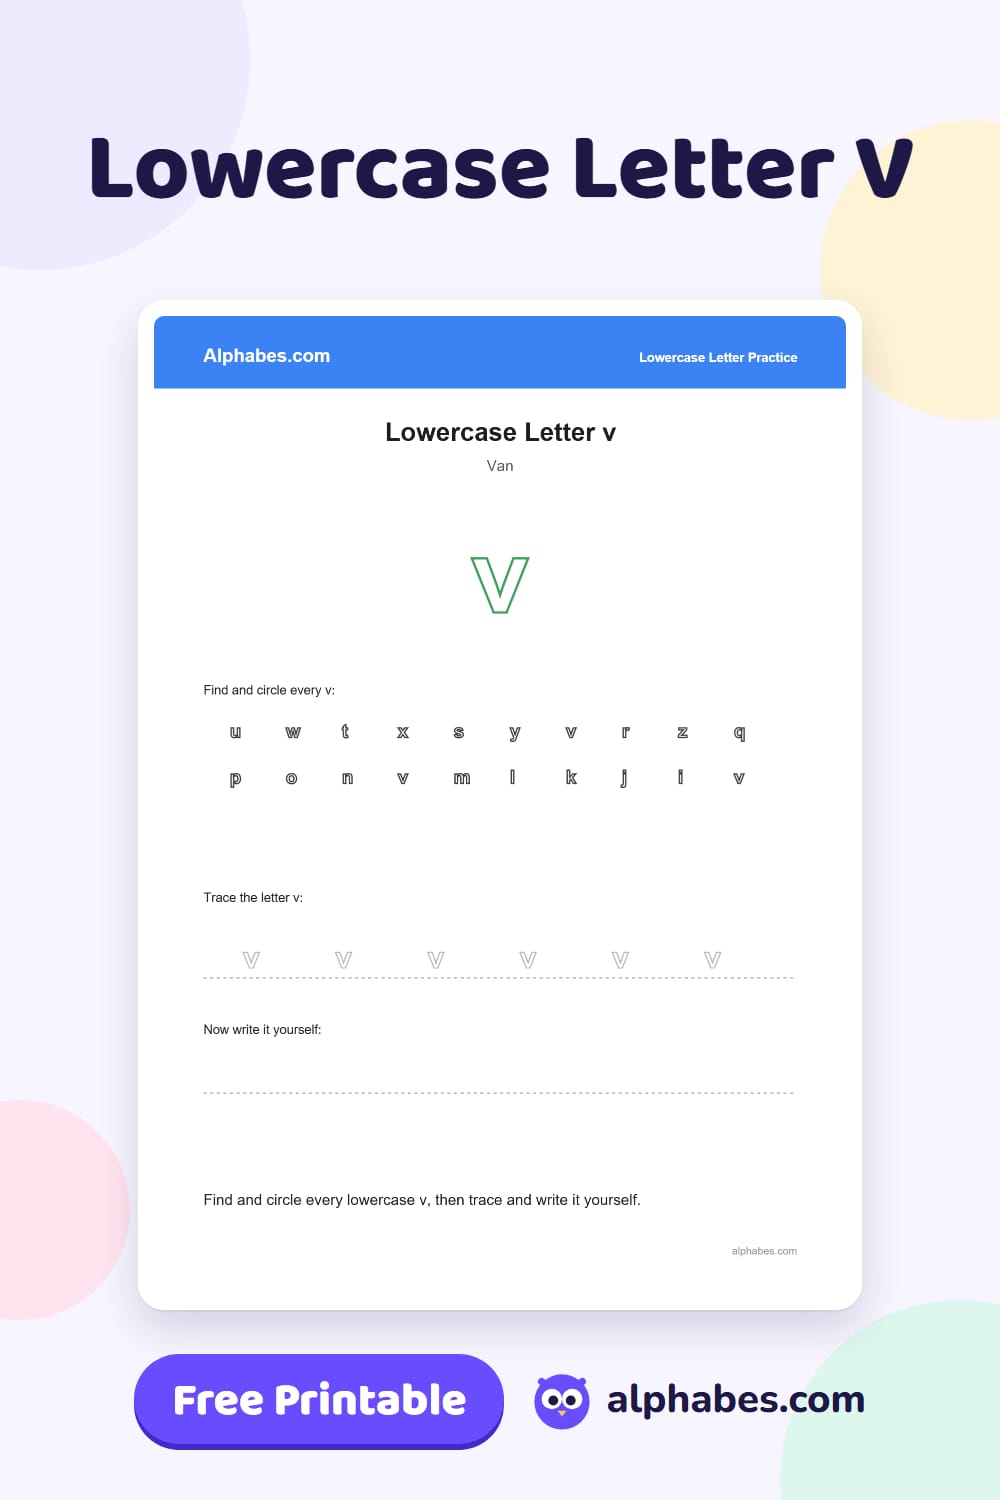 Lowercase Letter V
Alphabes.com
Lowercase Letter Practice
Lowercase Letter v
Van
v
Find and circle every v:
u w t x s y v r z q
p o n v m l k j i v
Trace the letter v:
v v v v v v
Now write it yourself:
Find and circle every lowercase v, then trace and write it yourself.
alphabes.com
Free Printable
alphabes.com